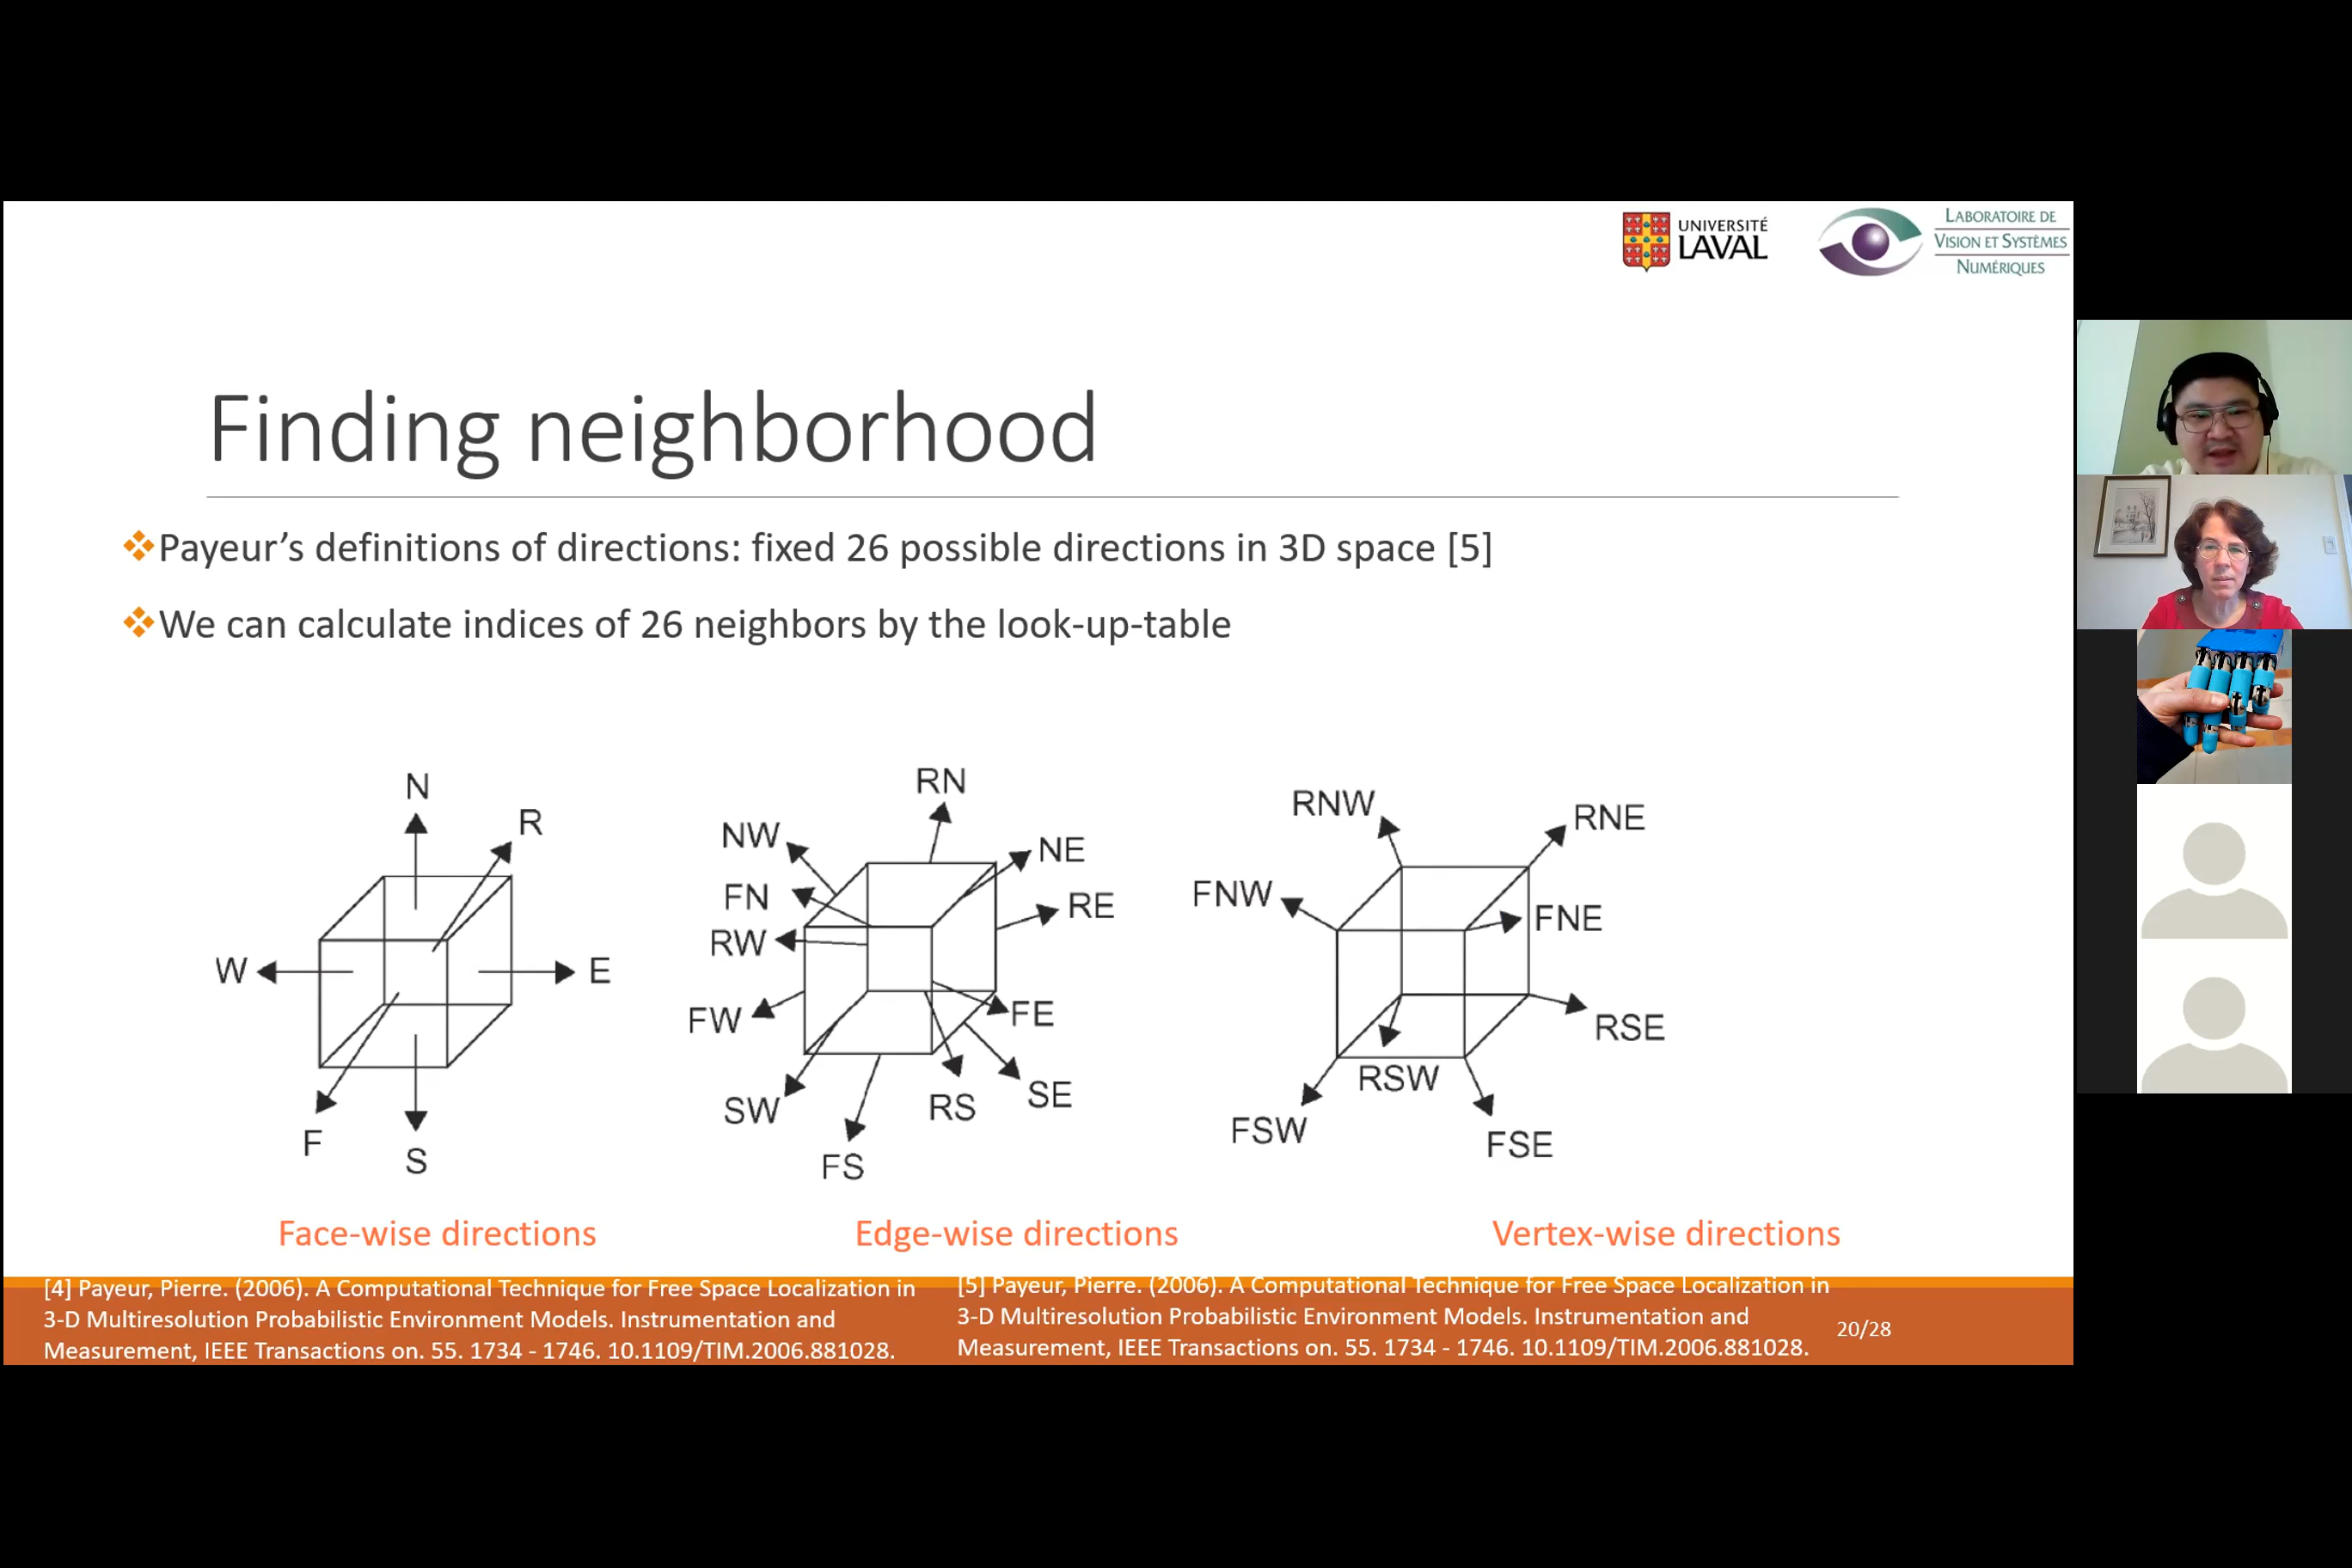 UNIVERSITÉ
LAVAL
LABORATOIRE DE
VISION ET SYSTÈMES
NUMÉRIQUES
Finding neighborhood
Payeur’s definitions of directions: fixed 26 possible directions in 3D space [5]
We can calculate indices of 26 neighbors by the look-up-table
N
R
W
E
F
S
RN
NW
NE
FN
RE
RW
FW
FE
SW
RS
SE
FS
RNW
RNE
FNW
FNE
RSE
RSW
FSW
FSE
Face-wise directions
Edge-wise directions
Vertex-wise directions
[4] Payeur, Pierre. (2006). A Computational Technique for Free Space Localization in
3-D Multiresolution Probabilistic Environment Models. Instrumentation and
Measurement, IEEE Transactions on. 55. 1734 - 1746. 10.1109/TIM.2006.881028.
[5] Payeur, Pierre. (2006). A Computational Technique for Free Space Localization in
3-D Multiresolution Probabilistic Environment Models. Instrumentation and
Measurement, IEEE Transactions on. 55. 1734 - 1746. 10.1109/TIM.2006.881028.
20/28